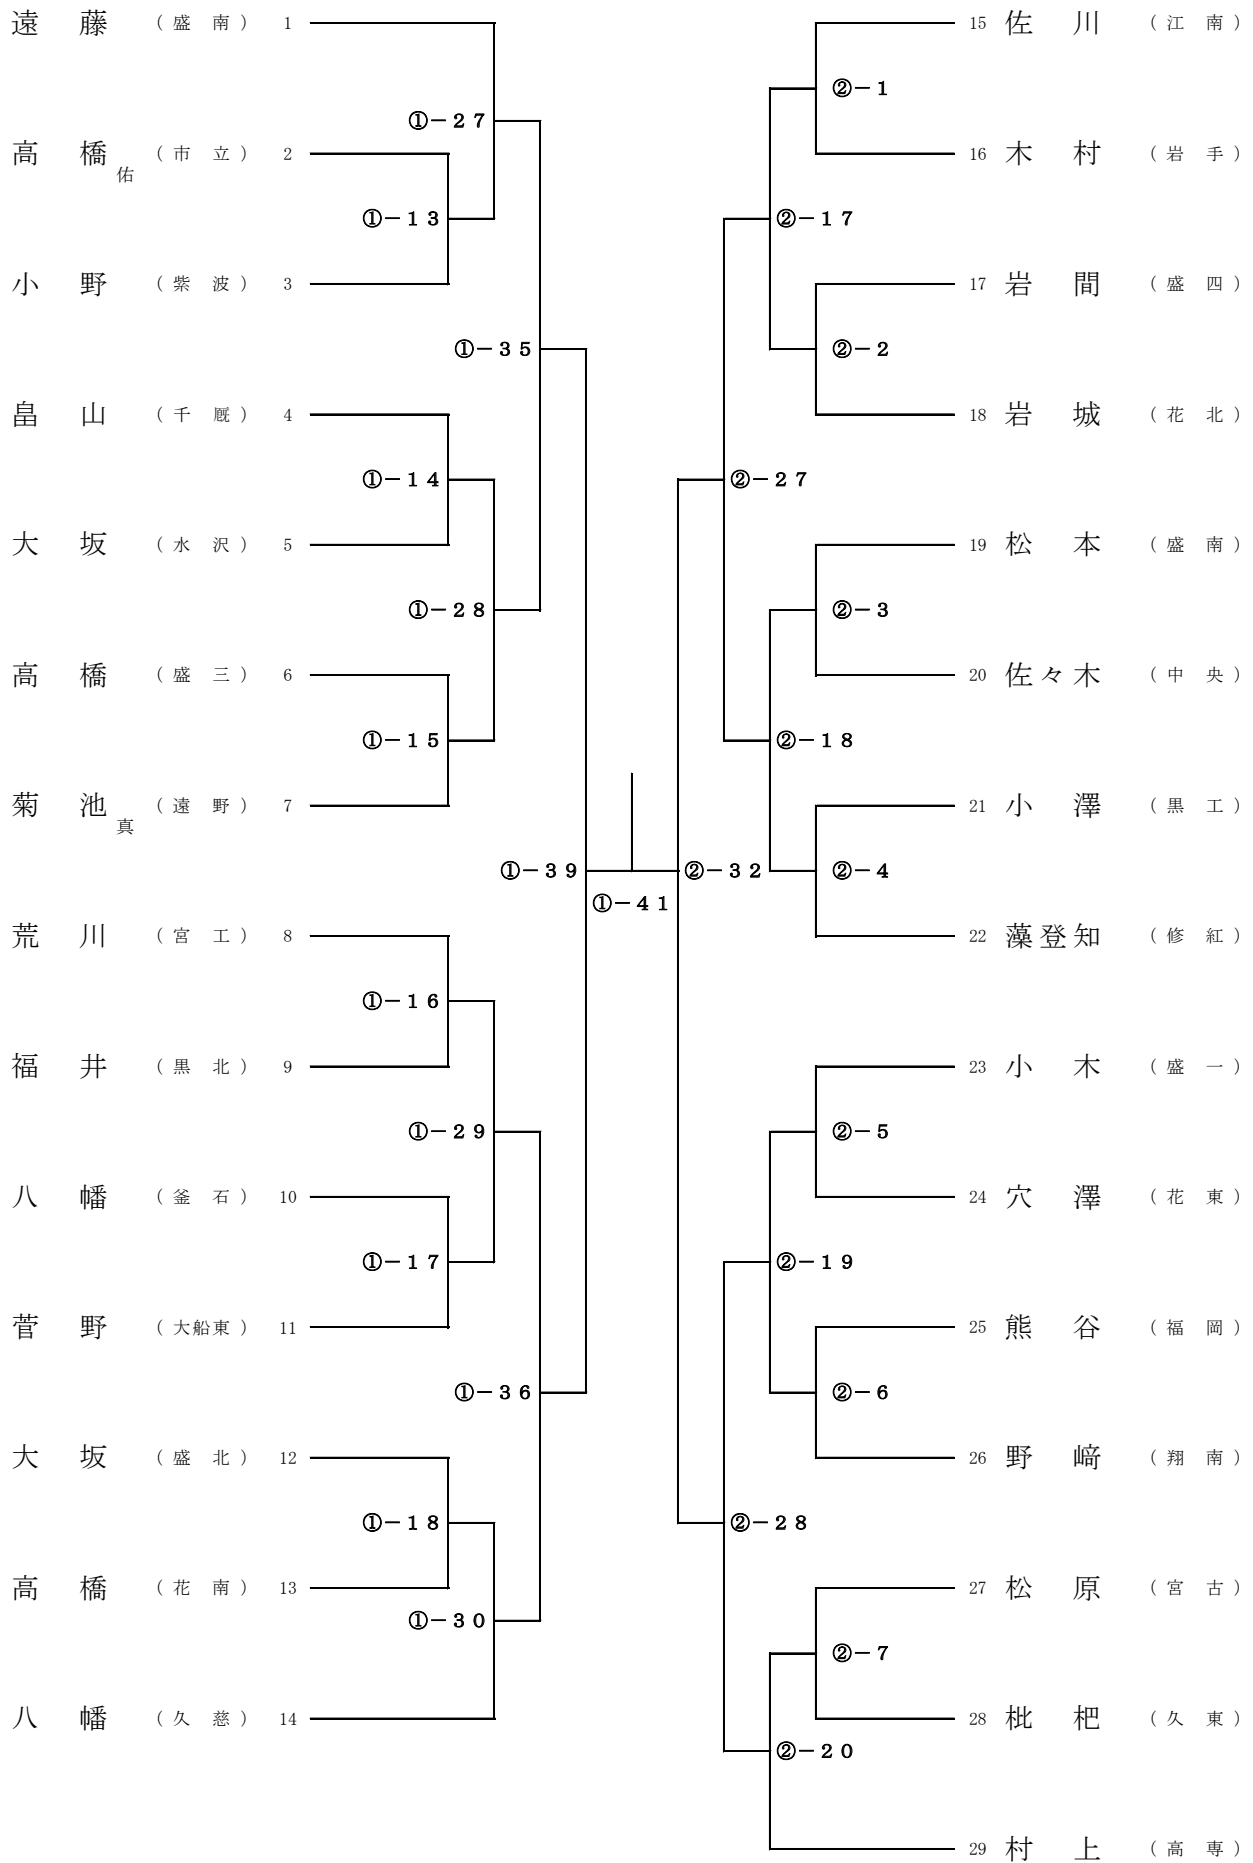 遠藤 （盛南） 1
①－27
高橋佑 （市立） 2
①－13
小野 （紫波） 3
①－35
畠山 （千厩） 4
①－14
大坂 （水沢） 5
①－28
高橋 （盛三） 6
①－15
菊池真 （遠野） 7
①－39
荒川 （宮工） 8
①－16
福井 （黒北） 9
①－29
八幡 （釜石） 10
①－17
菅野 （大船東） 11
①－36
大坂 （盛北） 12
①－18
高橋 （花南） 13
①－30
八幡 （久慈） 14
①－41
15 佐川 （江南）
②－1
16 木村 （岩手）
②－17
17 岩間 （盛四）
②－2
18 岩城 （花北）
②－27
19 松本 （盛南）
②－3
20 佐々木 （中央）
②－18
21 小澤 （黒工）
②－4
22 藻登知 （修紅）
②－32
23 小木 （盛一）
②－5
24 穴澤 （花東）
②－19
25 熊谷 （福岡）
②－6
26 野﨑 （翔南）
②－28
27 松原 （宮古）
②－7
28 枇杷 （久東）
②－20
29 村上 （高専）